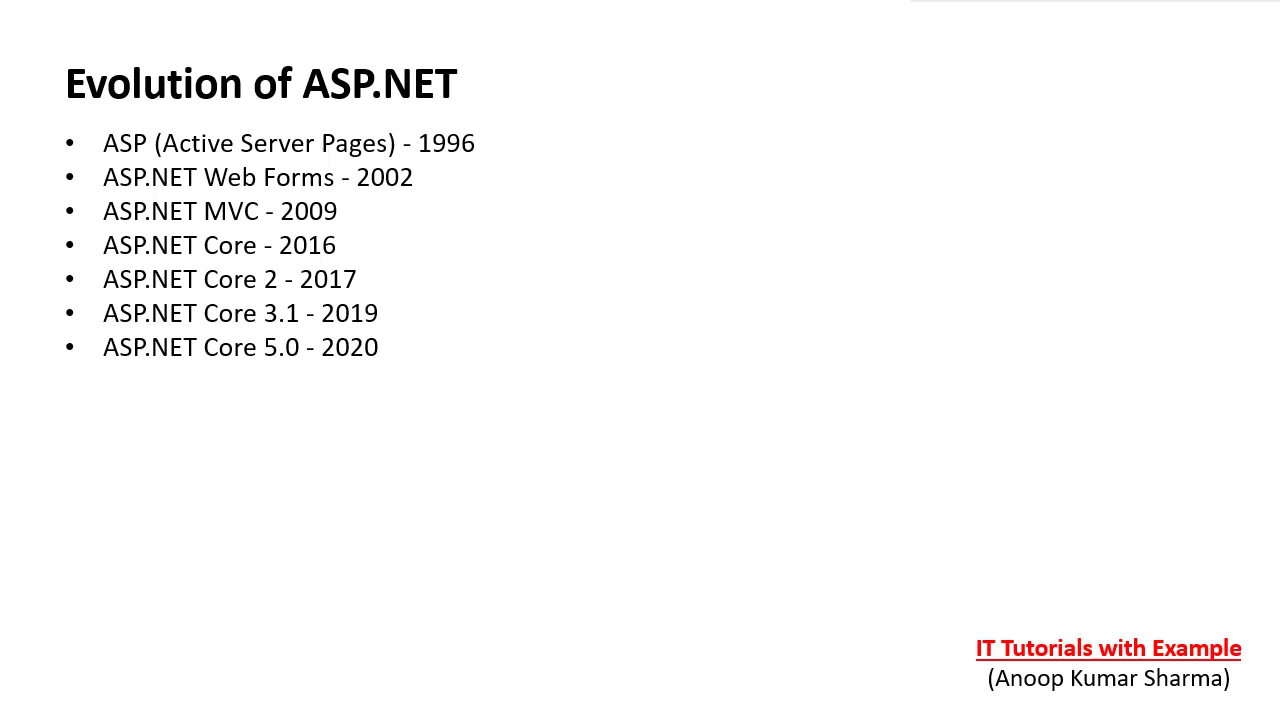 Evolution of ASP.NET
• ASP (Active Server Pages) - 1996
• ASP.NET Web Forms - 2002
• ASP.NET MVC - 2009
• ASP.NET Core - 2016
• ASP.NET Core 2 - 2017
• ASP.NET Core 3.1 - 2019
• ASP.NET Core 5.0 - 2020
IT Tutorials with Example
(Anoop Kumar Sharma)